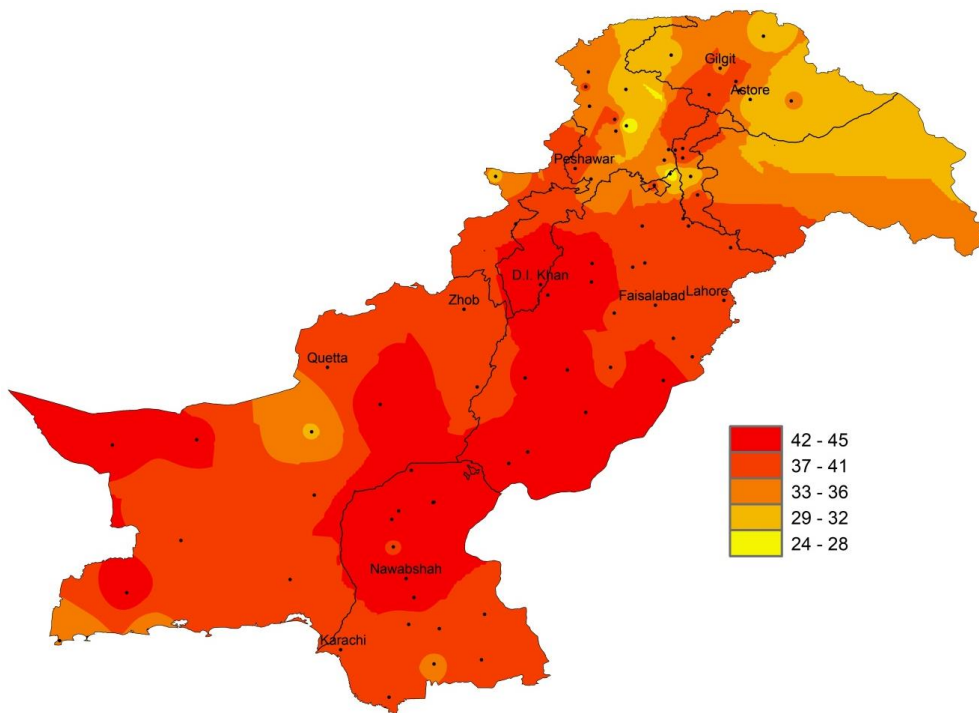 Gilgit
Astore
Peshawar
D.I. Khan
Zhob
Faisalabad
Lahore
Quetta
42 - 45
37 - 41
33 - 36
29 - 32
24 - 28
Nawabshah
Karachi